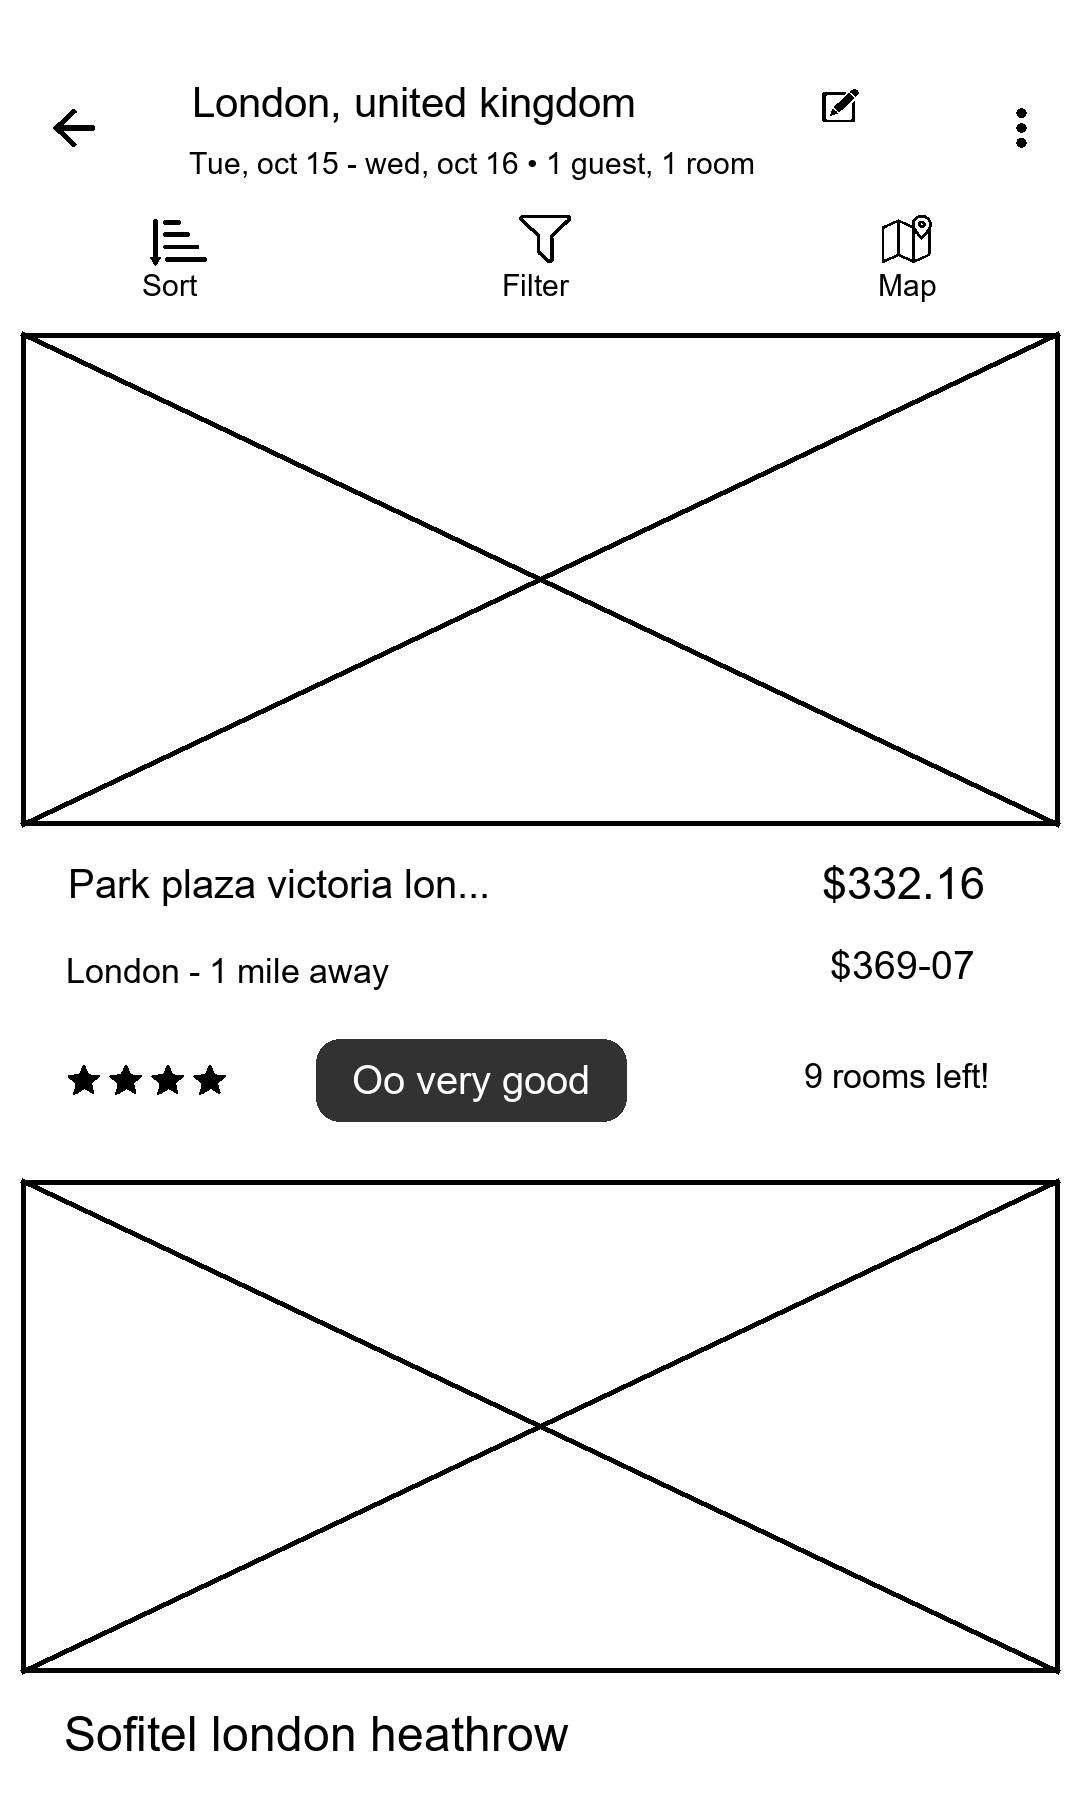 London, united kingdom
Tue, oct 15 - wed, oct 16 • 1 guest, 1 room
Sort
Filter
Map
Park plaza victoria lon...
$332.16
London - 1 mile away
$369-07
Oo very good
9 rooms left!
Sofitel london heathrow